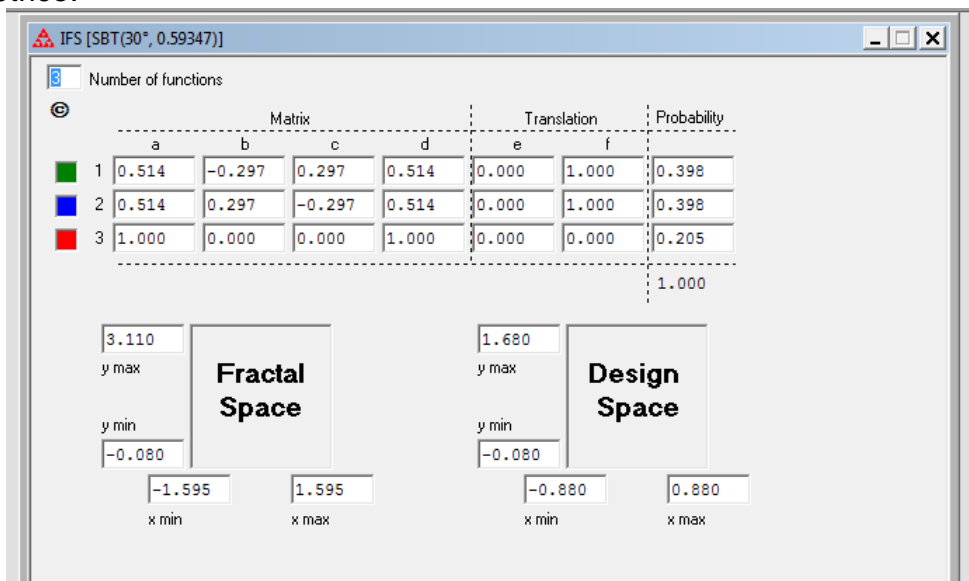 IFS [SBT(30°, 0.59347)]
3 Number of functions
©
Matrix Translation Probability
a b c d e f
1 0.514 -0.297 0.297 0.514 0.000 1.000 0.398
2 0.514 0.297 -0.297 0.514 0.000 1.000 0.398
3 1.000 0.000 0.000 1.000 0.000 0.000 0.205
1.000
3.110
y max
Fractal
Space
y min
-0.080
-1.595 1.595
x min x max
1.680
y max
Design
Space
y min
-0.080
-0.880 0.880
x min x max